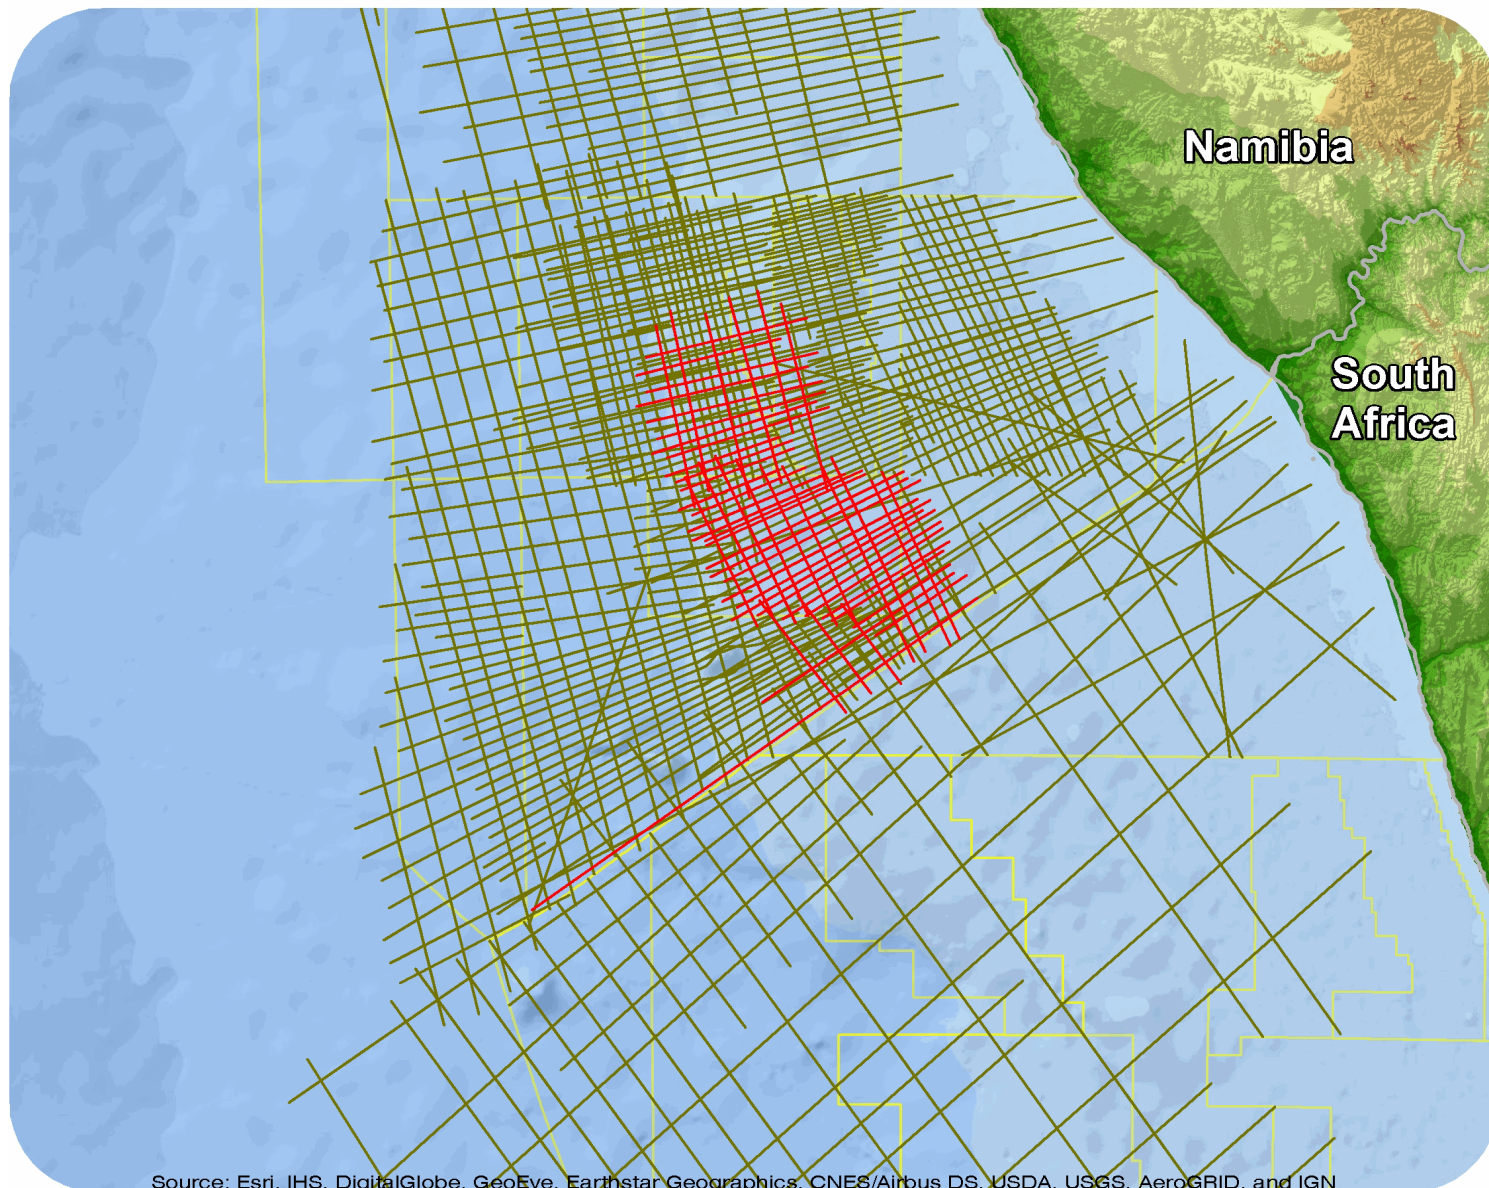 Namibia
South
Africa
Source: Esri, IHS, DigitalGlobe, GeoEye, Earthstar Geographics, CNES/Airbus DS, USDA, USGS, AeroGRID, and IGN